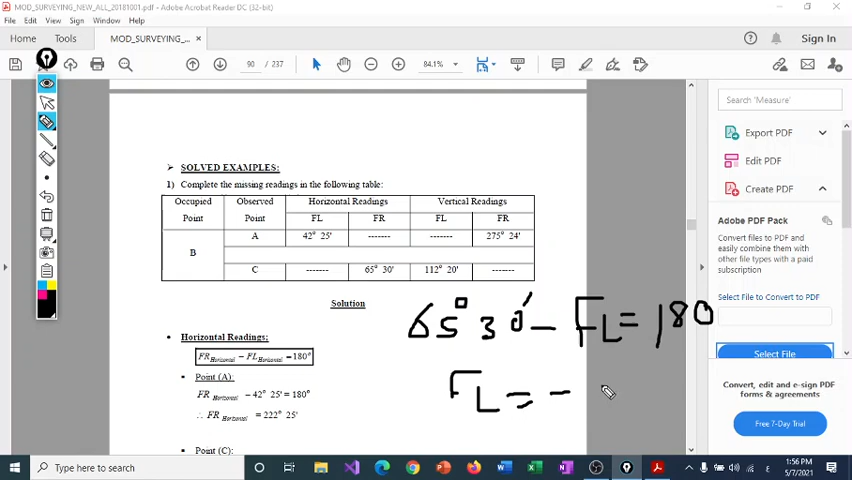 MOD_SURVEYING_NEW_ALL_20181001.pdf - Adobe Acrobat Reader DC (32-bit)
File Edit View Sign Window Help
Home Tools MOD_SURVEYING_... × Sign In
90 / 237 84.1%
Search 'Measure'
Export PDF
Edit PDF
Create PDF
Adobe PDF Pack
Convert files to PDF and
easily combine them
with other file types with a paid
subscription
Select File to Convert to PDF
Select File
Convert, edit and e-sign PDF
forms & agreements
Free 7-Day Trial
➢ SOLVED EXAMPLES:
1) Complete the missing readings in the following table:
Occupied Point Observed Point Horizontal Readings Vertical Readings
FL FR FL FR
A 42° 25' ------- ------- 275° 24'
B
C ------- 65° 30' 112° 20' -------
Solution
65° 30' - FL = 180
FL = -
• Horizontal Readings:
FR Horizontal - FL Horizontal = 180°
• Point (A):
FR Horizontal - 42° 25' = 180°
∴ FR Horizontal = 222° 25'
• Point (C):
Type here to search
ع
1:56 PM
5/7/2021